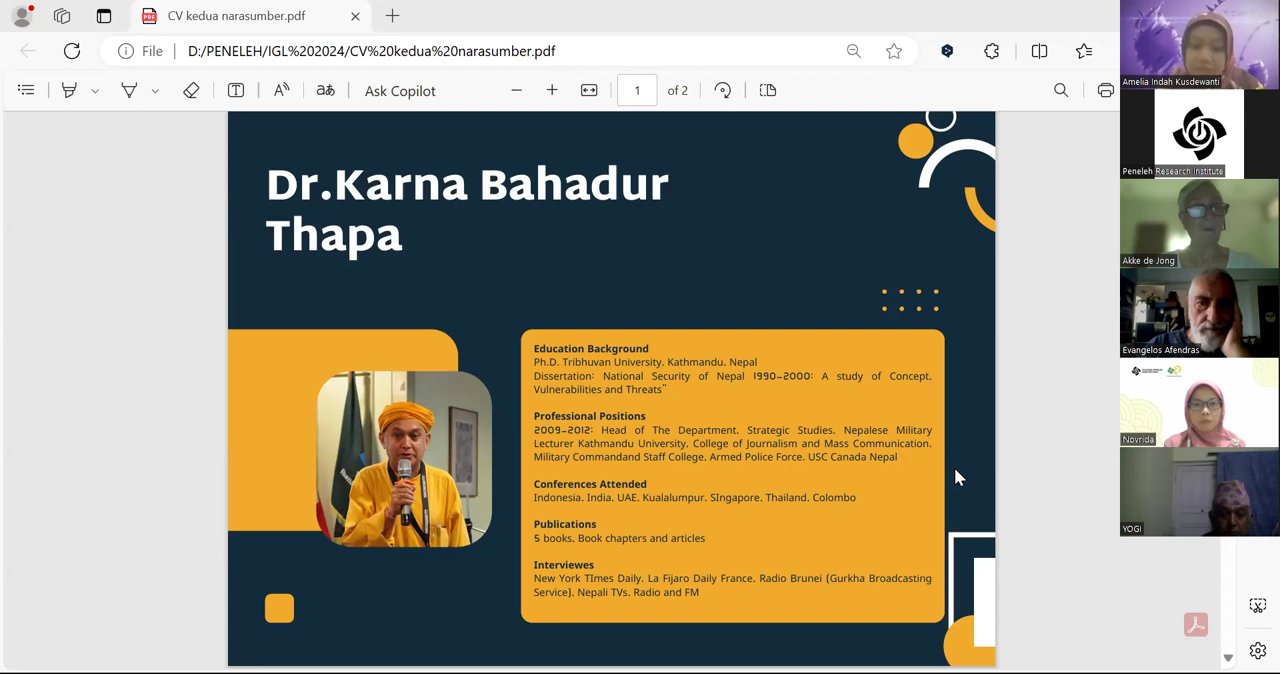 CV kedua narasumber.pdf
File
D:/PENELEH/IGL%202024/CV%20kedua%20narasumber.pdf
Ask Copilot
1 of 2
Dr.Karna Bahadur
Thapa
Education Background
Ph.D. Tribhuvan University. Kathmandu. Nepal
Dissertation: National Security of Nepal 1990-2000: A study of Concept.
Vulnerabilities and Threats"
Professional Positions
2009-2012: Head of The Department. Strategic Studies. Nepalese Military
Lecturer Kathmandu University. College of Journalism and Mass Communication.
Military Commandand Staff College. Armed Police Force. USC Canada Nepal
Conferences Attended
Indonesia. India. UAE. Kualalumpur. SIngapore. Thailand. Colombo
Publications
5 books. Book chapters and articles
Interviewes
New York TImes Daily. La Fijaro Daily France. Radio Brunei (Gurkha Broadcasting
Service). Nepali TVs. Radio and FM
Amelia Indah Kusdewanti
Peneleh Research Institute
Akke de Jong
Evangelos Afendras
Novrida
YOGI